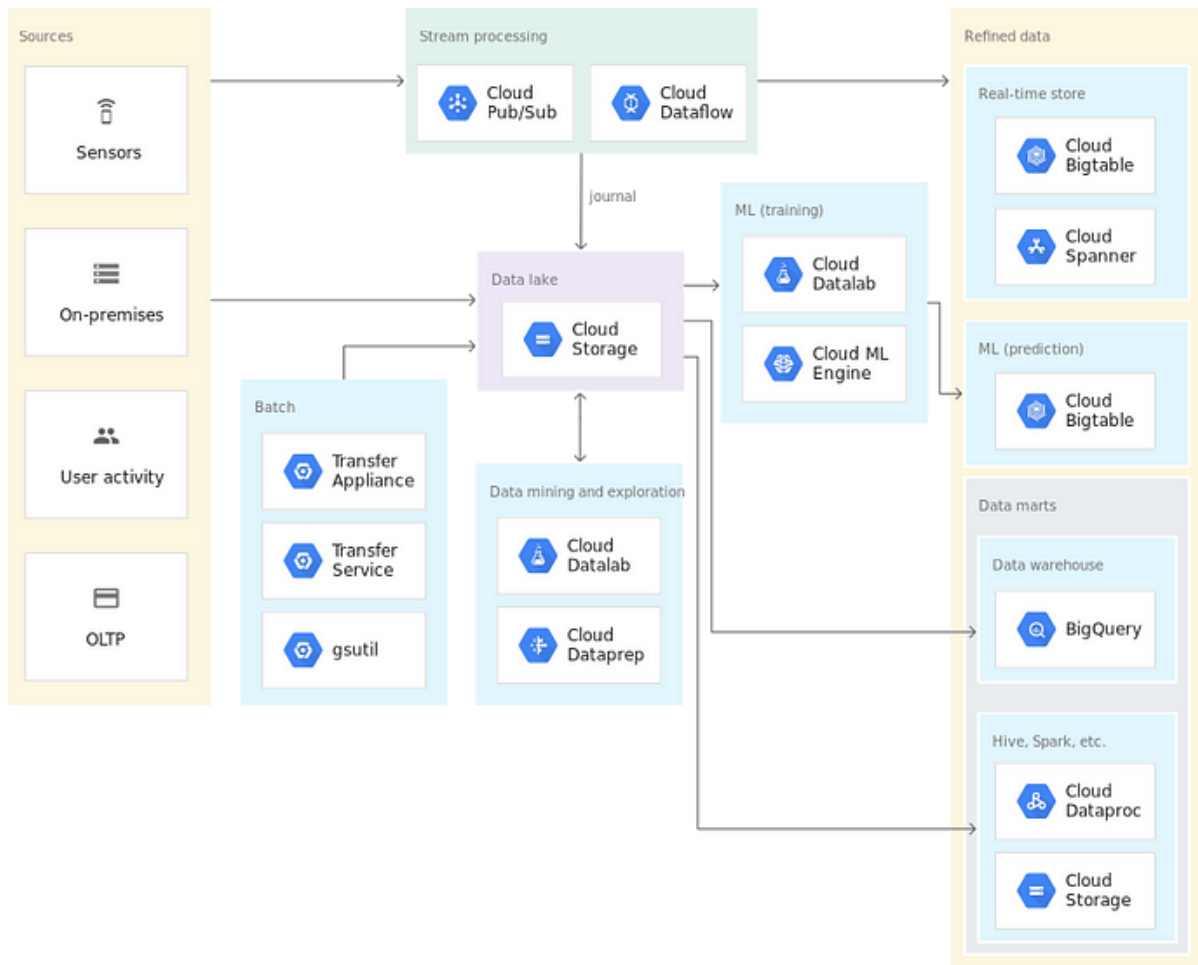 Sources
Sensors
On-premises
User activity
OLTP
Stream processing
Cloud
Pub/Sub
Cloud
Dataflow
journal
Data lake
Cloud
Storage
Batch
Transfer
Appliance
Transfer
Service
gsutil
Data mining and exploration
Cloud
Datalab
Cloud
Dataprep
ML (training)
Cloud
Datalab
Cloud ML
Engine
Refined data
Real-time store
Cloud
Bigtable
Cloud
Spanner
ML (prediction)
Cloud
Bigtable
Data marts
Data warehouse
BigQuery
Hive, Spark, etc.
Cloud
Dataproc
Cloud
Storage